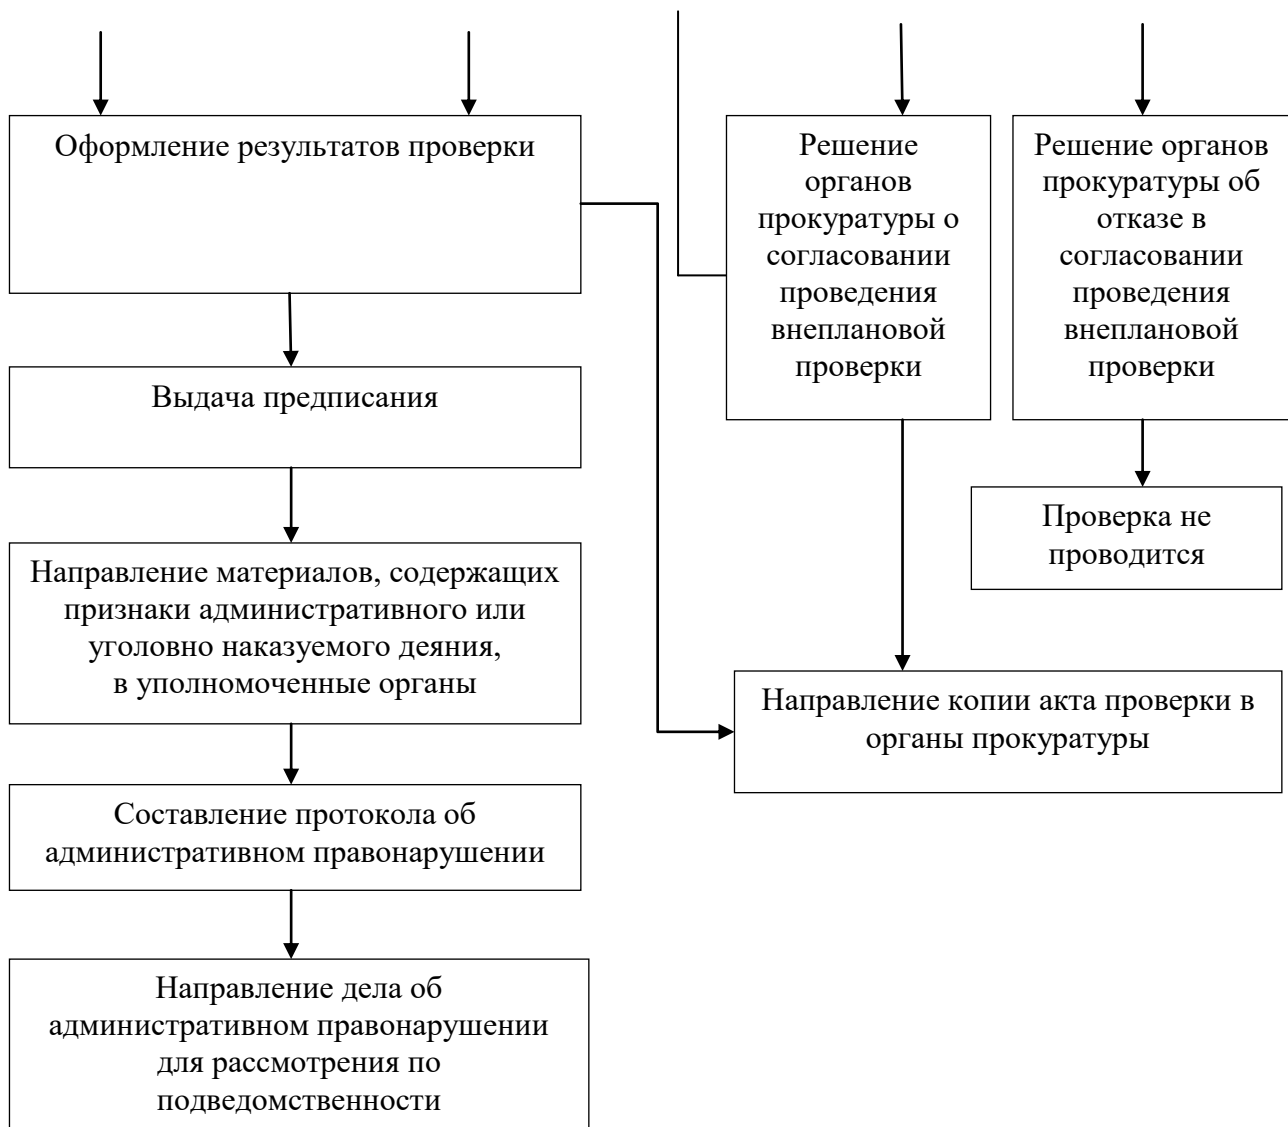 Оформление результатов проверки
Решение
органов
прокуратуры о
согласовании
проведения
внеплановой
проверки
Решение органов
прокуратуры об
отказе в
согласовании
проведения
внеплановой
проверки
Выдача предписания
Проверка не
проводится
Направление материалов, содержащих
признаки административного или
уголовно наказуемого деяния,
в уполномоченные органы
Направление копии акта проверки в
органы прокуратуры
Составление протокола об
административном правонарушении
Направление дела об
административном правонарушении
для рассмотрения по
подведомственности